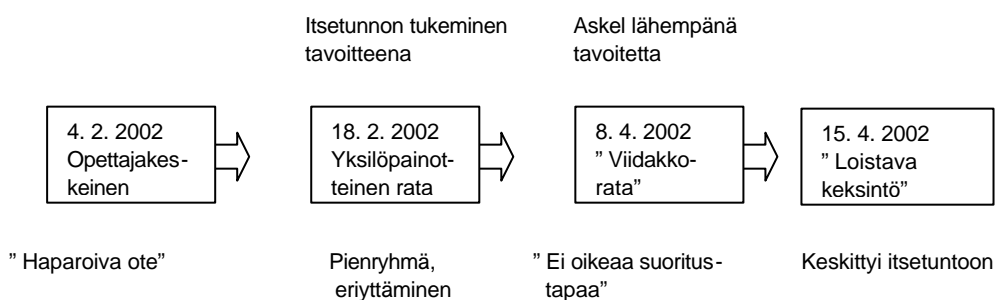 Itsetunnon tukeminen
tavoitteena
Askel lähempänä
tavoitetta
4. 2. 2002
Opettajakes-
keinen
18. 2. 2002
Yksilöpainot-
teinen rata
8. 4. 2002
” Viidakko-
rata”
15. 4. 2002
” Loistava
keksintö”
” Haparoiva ote”
Pienryhmä,
eriyttäminen
” Ei oikeaa suoritus-
tapaa”
Keskittyi itsetuntoon